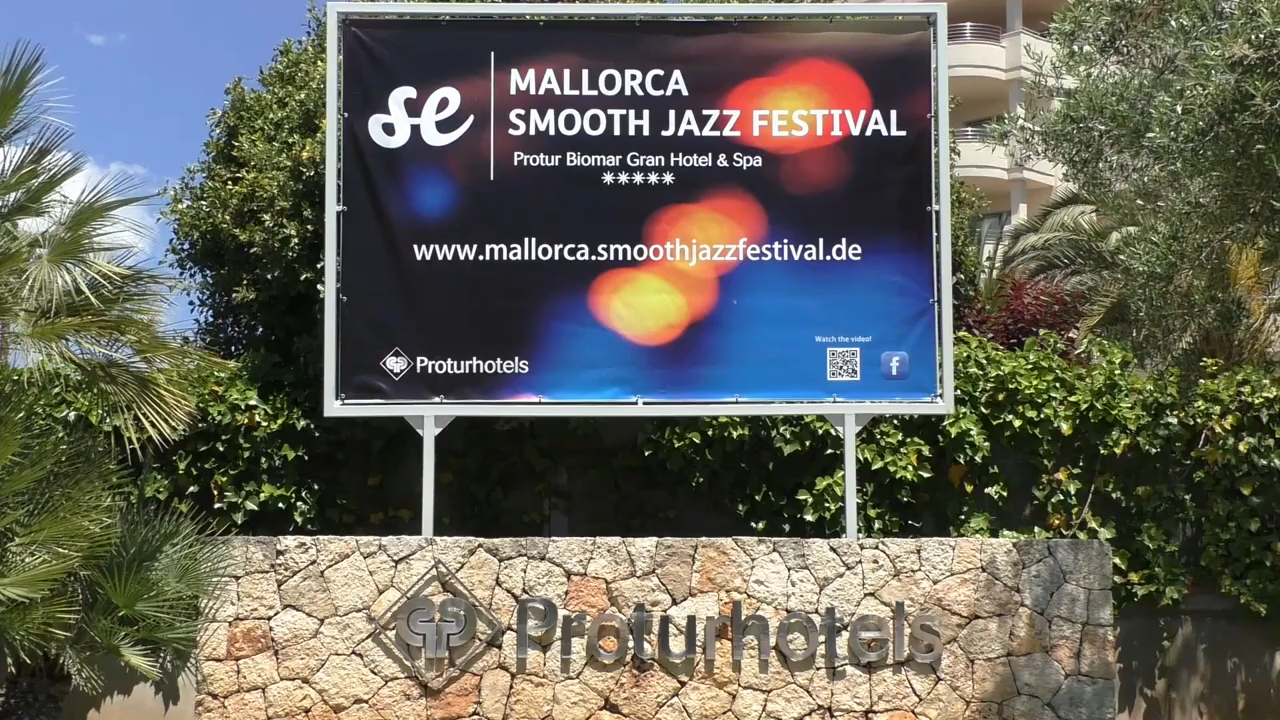 se
MALLORCA
SMOOTH JAZZ FESTIVAL
Protur Biomar Gran Hotel & Spa
*****
www.mallorca.smoothjazzfestival.de
Watch the video!
Proturhotels
f
Proturhotels